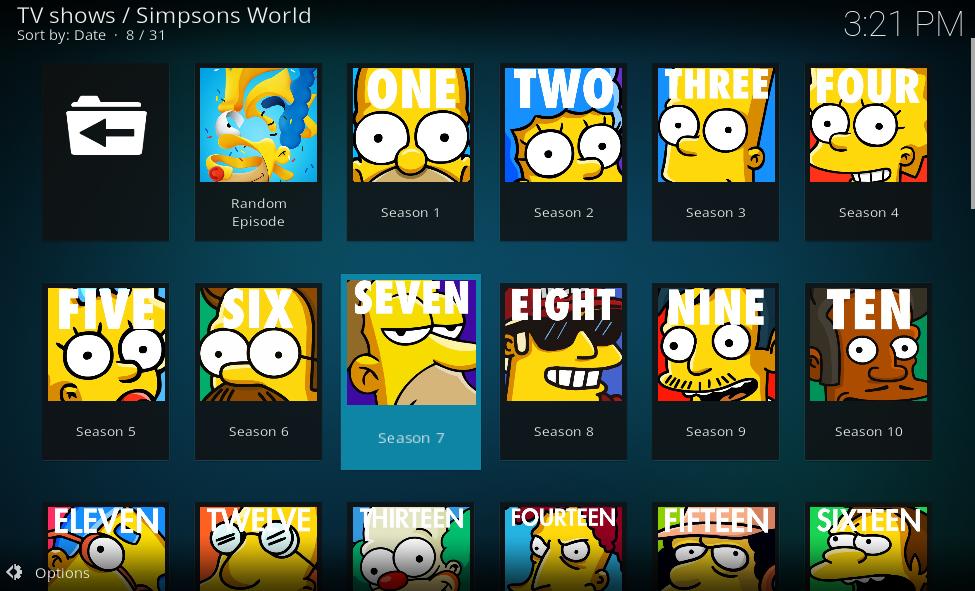 TV shows / Simpsons World
3:21 PM
Sort by: Date · 8 / 31
ONE
TWO
THREE
FOUR
Random
Episode
Season 1
Season 2
Season 3
Season 4
FIVE
SIX
SEVEN
EIGHT
NINE
TEN
Season 5
Season 6
Season 7
Season 8
Season 9
Season 10
ELEVEN
TWELVE
THIRTEEN
FOURTEEN
FIFTEEN
SIXTEEN
Options